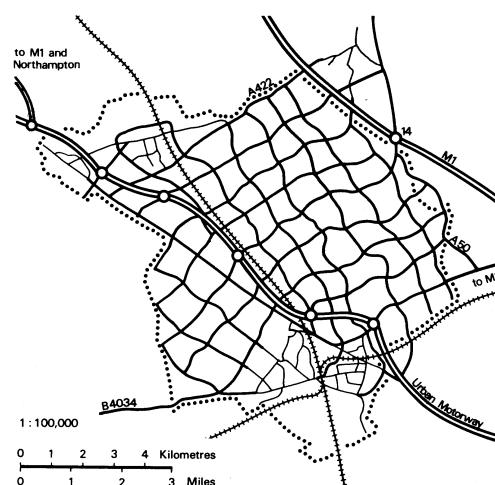 to M1 and
Northampton
A422
14
M1
A50
to M
Urban Motorway
B4034
1 : 100,000
0 1 2 3 4 Kilometres
0 1 2 3 Miles